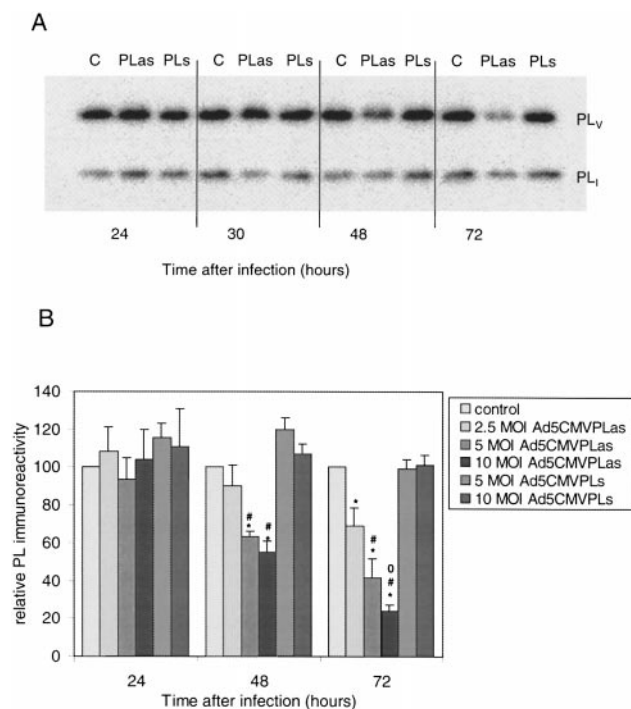 A
C PLas PLs C PLas PLs C PLas PLs C PLas PLs
PLV
PLI
24 30 48 72
Time after infection (hours)
B
relative PL immunoreactivity
140
120
100
80
60
40
20
0
# * # * * # * 0 # *
24 48 72
Time after infection (hours)
control
2.5 MOI Ad5CMVPLas
5 MOI Ad5CMVPLas
10 MOI Ad5CMVPLas
5 MOI Ad5CMVPLs
10 MOI Ad5CMVPLs